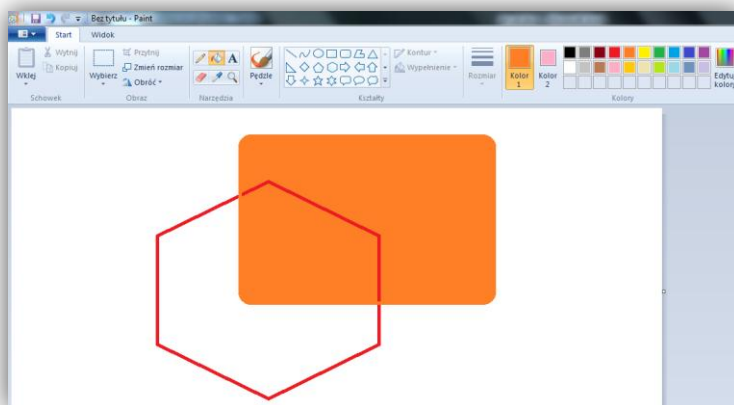 Bez tytułu - Paint
Start Widok
Wklej
Wytnij
Kopiuj
Schowek
Wybierz
Przytnij
Zmień rozmiar
Obróć
Obraz
A
Narzędzia
Pędzle
Kształty
Kontur
Wypełnienie
Rozmiar
Kolor
1
Kolor
2
Edytuj
kolory
Kolory